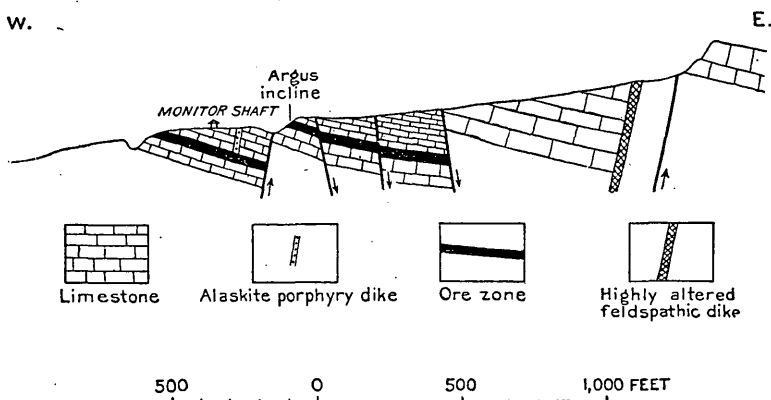 W.
E.
Argus
incline
MONITOR SHAFT
Limestone
Alaskite porphyry dike
Ore zone
Highly altered
feldspathic dike
500 0 500 1,000 FEET